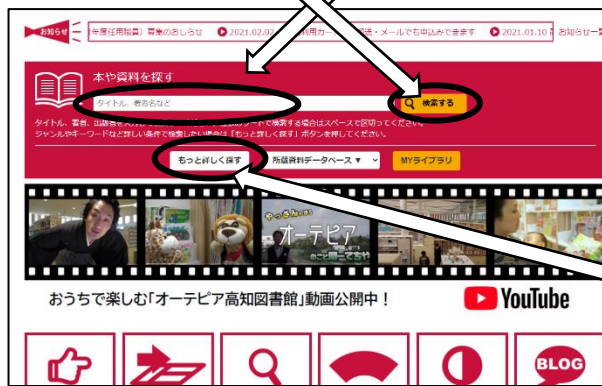 お知らせ
年度任用職員）募集のおしらせ 2021.02.02 利用カー 送・メールでも申込みできます 2021.01.10 お知らせ一
本や資料を探す
タイトル、著者名など 検索する
タイトル、著者、出版者を入力して ードで検索する場合はスペースで区切ってください。
ジャンルやキーワードなど詳しい条件で検索したい場合は「もっと詳しく探す」ボタンを押してください。
もっと詳しく探す 所蔵資料データベース▼ MYライブラリ
オーテピア
おうちで楽しむ「オーテピア高知図書館」動画公開中！ YouTube
BLOG